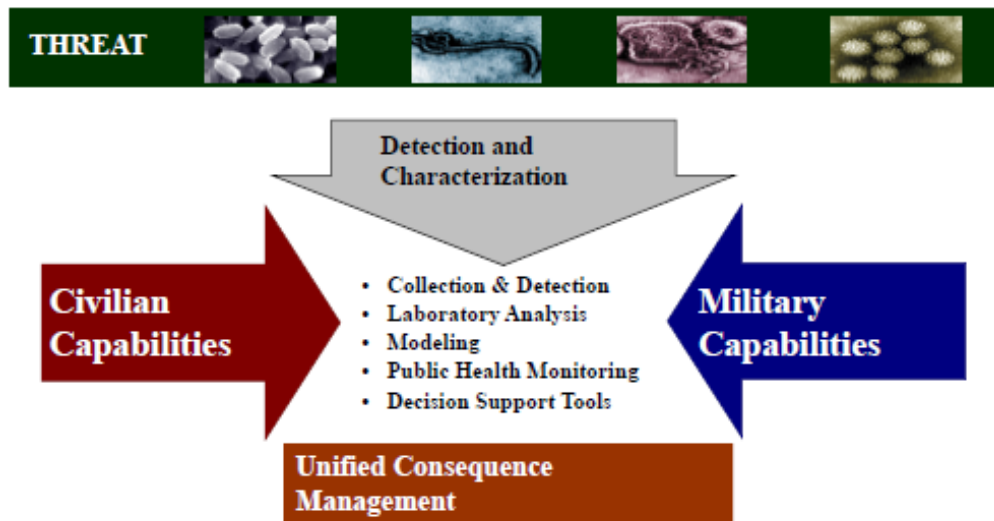 THREAT
Detection and
Characterization
Civilian
Capabilities
• Collection & Detection
• Laboratory Analysis
• Modeling
• Public Health Monitoring
• Decision Support Tools
Military
Capabilities
Unified Consequence
Management